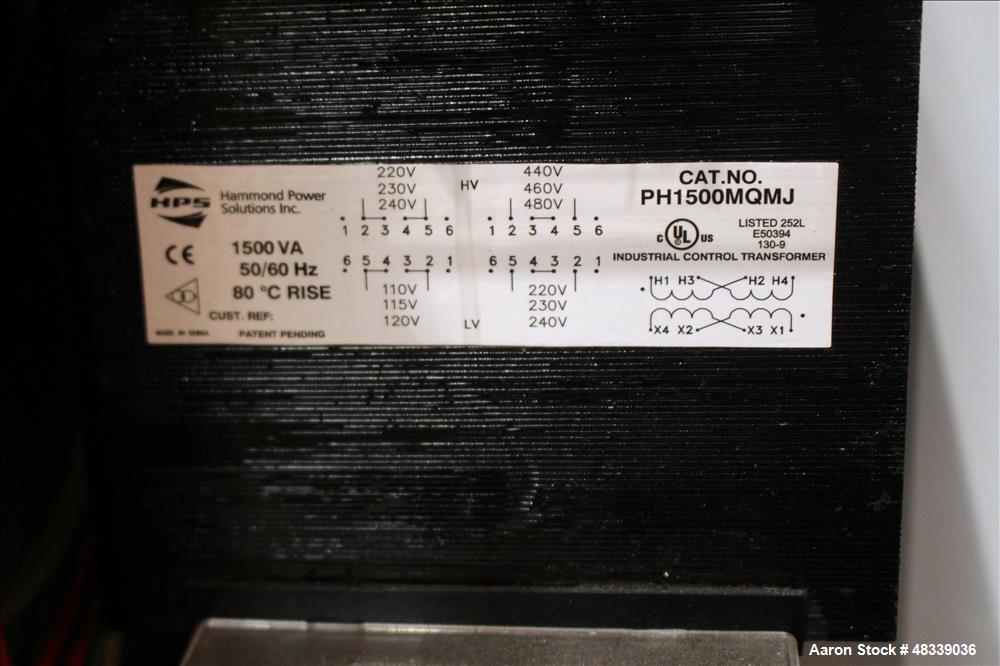 HPS
Hammond Power
Solutions Inc.
CE
1500 VA
50/60 Hz
80 °C RISE
CUST. REF:
MADE IN CHINA
PATENT PENDING
220V
230V
240V
HV
440V
460V
480V
1 2 3 4 5 6
1 2 3 4 5 6
6 5 4 3 2 1
6 5 4 3 2 1
110V
115V
120V
LV
220V
230V
240V
CAT.NO.
PH1500MQMJ
C UL US
LISTED 252L
E50394
130-9
INDUSTRIAL CONTROL TRANSFORMER
H1 H3 H2 H4
X4 X2 X3 X1
Aaron Stock # 48339036